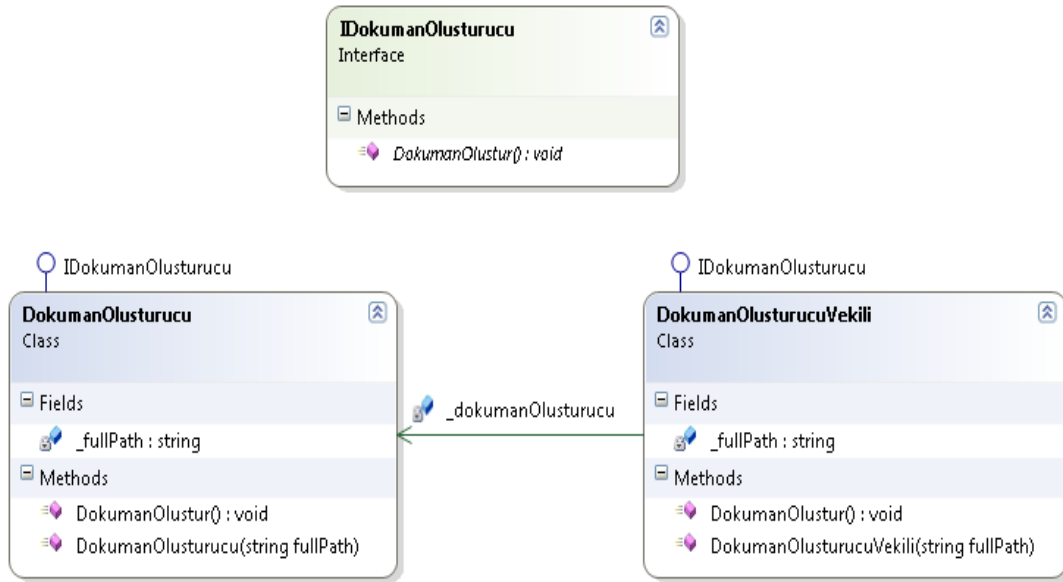 IDokumanOlusturucu
Interface
Methods
DokumanOlustur() : void
IDokumanOlusturucu
IDokumanOlusturucu
DokumanOlusturucu
Class
Fields
_fullPath : string
Methods
DokumanOlustur() : void
DokumanOlusturucu(string fullPath)
_dokumanOlusturucu
DokumanOlusturucuVekili
Class
Fields
_fullPath : string
Methods
DokumanOlustur() : void
DokumanOlusturucuVekili(string fullPath)